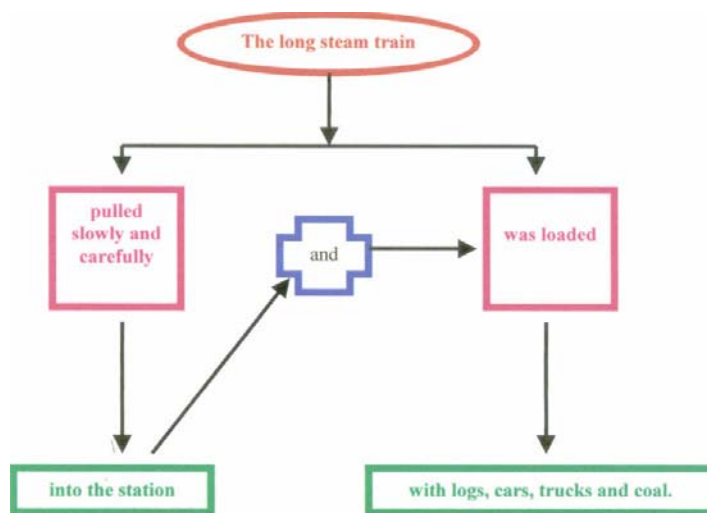 The long steam train
pulled
slowly and
carefully
and
was loaded
into the station
with logs, cars, trucks and coal.